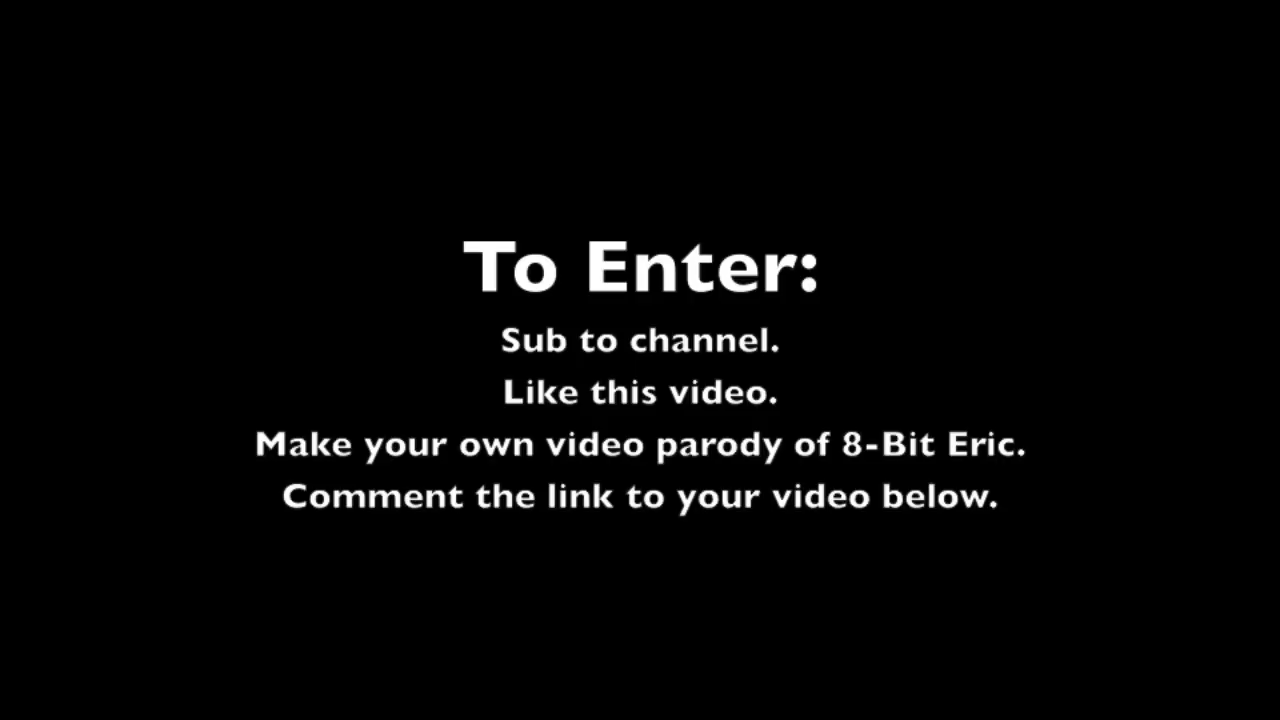 To Enter:
Sub to channel.
Like this video.
Make your own video parody of 8-Bit Eric.
Comment the link to your video below.